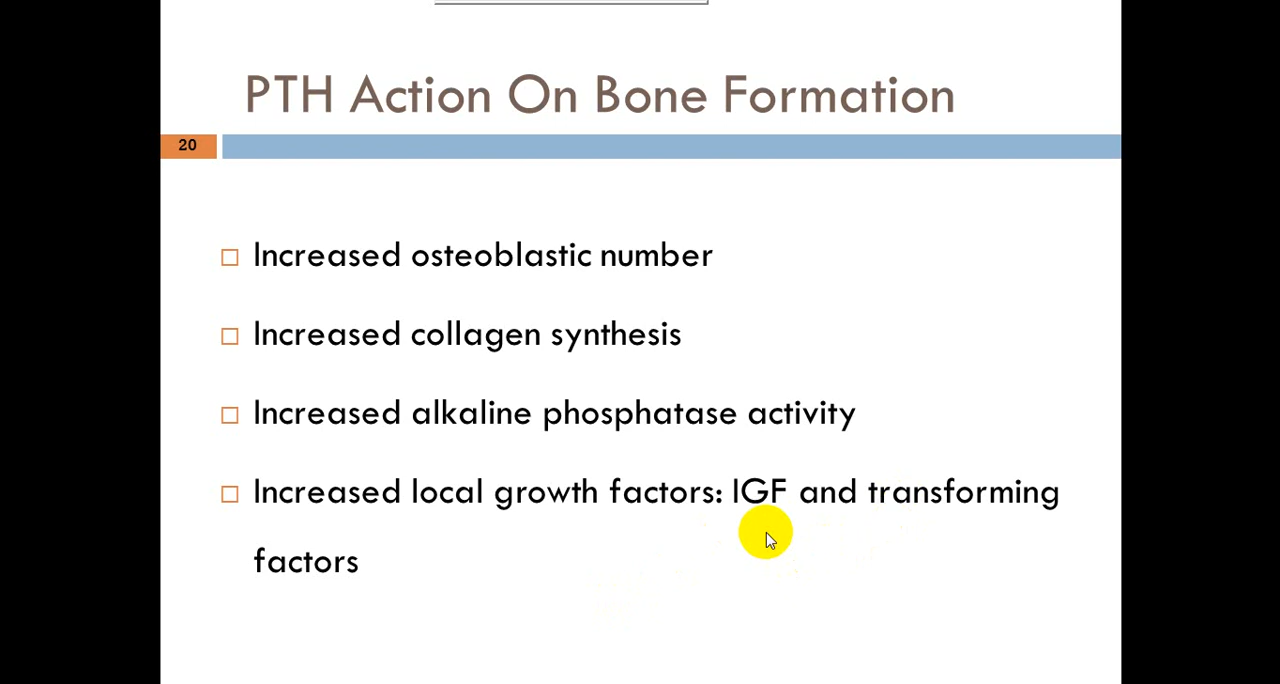 PTH Action On Bone Formation
20
Increased osteoblastic number
Increased collagen synthesis
Increased alkaline phosphatase activity
Increased local growth factors: IGF and transforming
factors